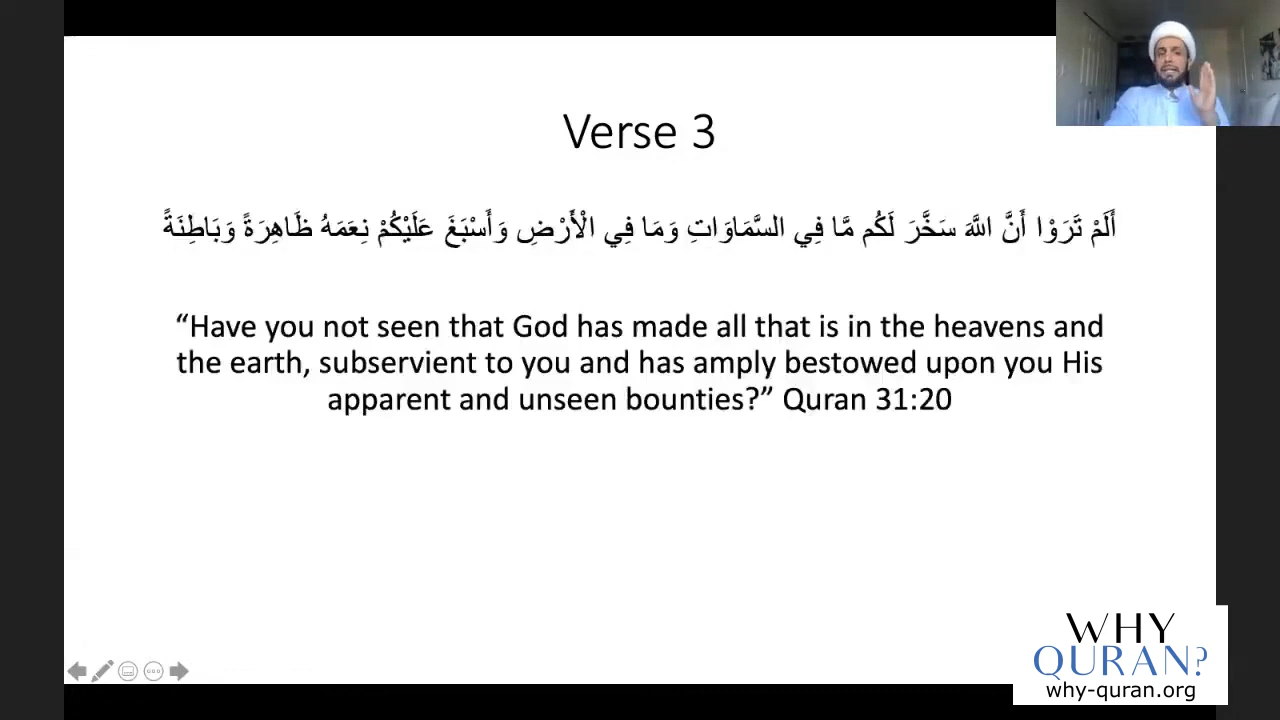 Verse 3
أَلَمْ تَرَوْا أَنَّ اللَّهَ سَخَّرَ لَكُم مَّا فِي السَّمَاوَاتِ وَمَا فِي الْأَرْضِ وَأَسْبَغَ عَلَيْكُمْ نِعَمَهُ ظَاهِرَةً وَبَاطِنَةً
“Have you not seen that God has made all that is in the heavens and
the earth, subservient to you and has amply bestowed upon you His
apparent and unseen bounties?” Quran 31:20
WHY
QURAN?
why-quran.org